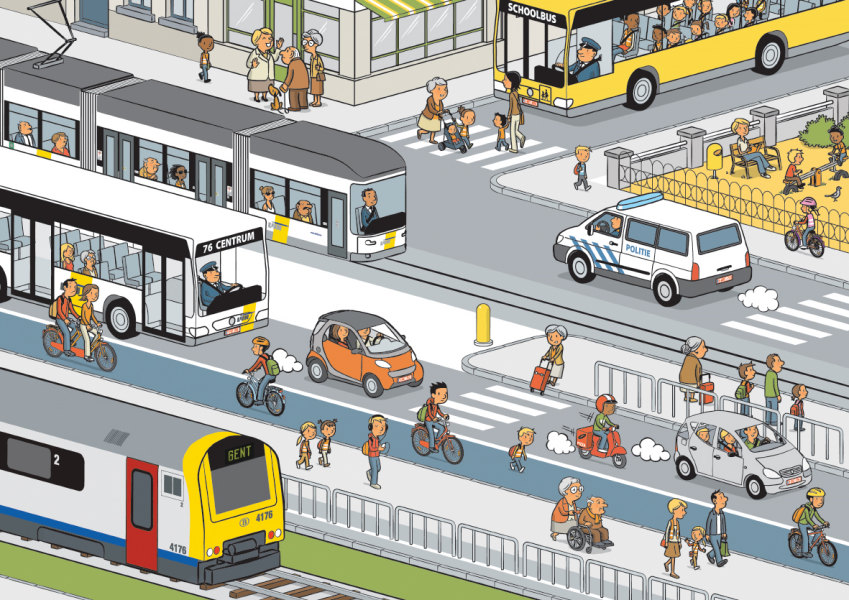 SCHOOLBUS
POLITIE
76 CENTRUM
GENT
2
B
4176
4176